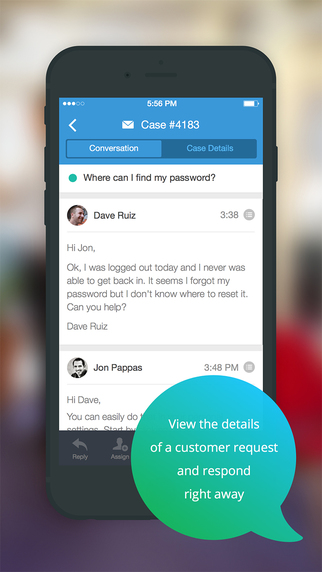 5:56 PM
Case #4183
Conversation
Case Details
Where can I find my password?
Dave Ruiz
3:38
Hi Jon,
Ok, I was logged out today and I never was
able to get back in. It seems I forgot my
password but I don't know where to reset it.
Can you help?
Dave Ruiz
Jon Pappas
3:48 PM
Hi Dave,
You can easily do
settings. Start by
Reply
Assign
View the details
of a customer request
and respond
right away